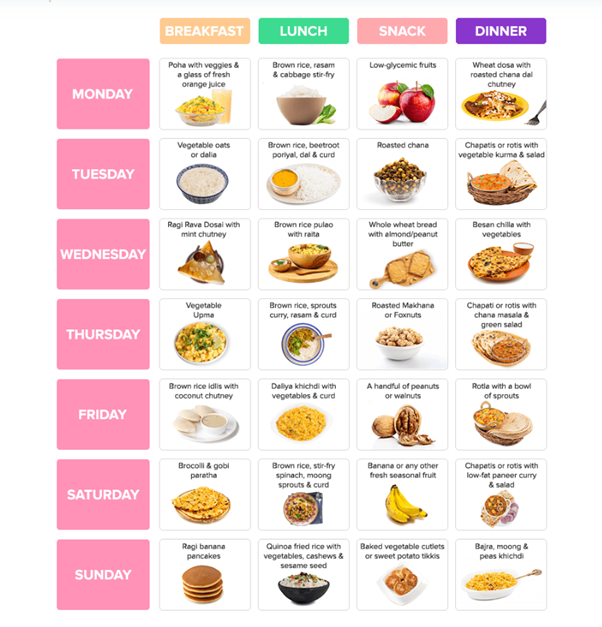 BREAKFAST LUNCH SNACK DINNER
MONDAY
Poha with veggies &
a glass of fresh
orange juice
Brown rice, rasam
& cabbage stir-fry
Low-glycemic fruits
Wheat dosa with
roasted chana dal
chutney
TUESDAY
Vegetable oats
or dalia
Brown rice, beetroot
poriyal, dal & curd
Roasted chana
Chapatis or rotis with
vegetable kurma & salad
WEDNESDAY
Ragi Rava Dosai with
mint chutney
Brown rice pulao
with raita
Whole wheat bread
with almond/peanut
butter
Besan chilla with
vegetables
THURSDAY
Vegetable
Upma
Brown rice, sprouts
curry, rasam & curd
Roasted Makhana
or Foxnuts
Chapati or rotis with
chana masala &
green salad
FRIDAY
Brown rice idlis with
coconut chutney
Daliya khichdi with
vegetables & curd
A handful of peanuts
or walnuts
Rotla with a bowl
of sprouts
SATURDAY
Brocolli & gobi
paratha
Brown rice, stir-fry
spinach, moong
sprouts & curd
Banana or any other
fresh seasonal fruit
Chapatis or rotis with
low-fat paneer curry
& salad
SUNDAY
Ragi banana
pancakes
Quinoa fried rice with
vegetables, cashews &
sesame seed
Baked vegetable cutlets
or sweet potato tikkis
Bajra, moong &
peas khichdi